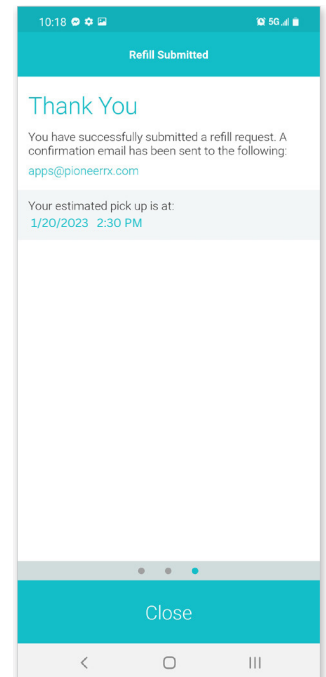 10:18 5G
Refill Submitted
Thank You
You have successfully submitted a refill request. A
confirmation email has been sent to the following:
apps@pioneerrx.com
Your estimated pick up is at:
1/20/2023 2:30 PM
Close